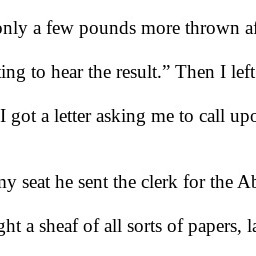 only a few pounds more thrown af
ting to hear the result.” Then I left
I got a letter asking me to call upo
my seat he sent the clerk for the Ab
ght a sheaf of all sorts of papers, la